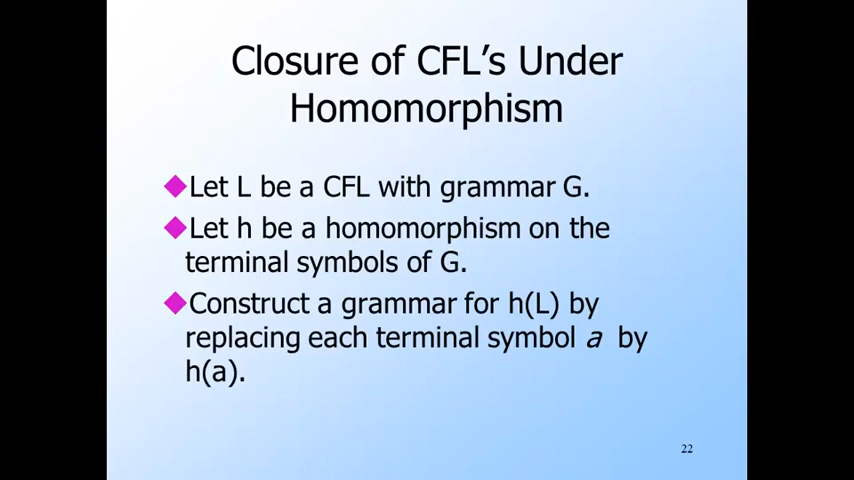 Closure of CFL's Under
Homomorphism
Let L be a CFL with grammar G.
Let h be a homomorphism on the
terminal symbols of G.
Construct a grammar for h(L) by
replacing each terminal symbol a by
h(a).
22